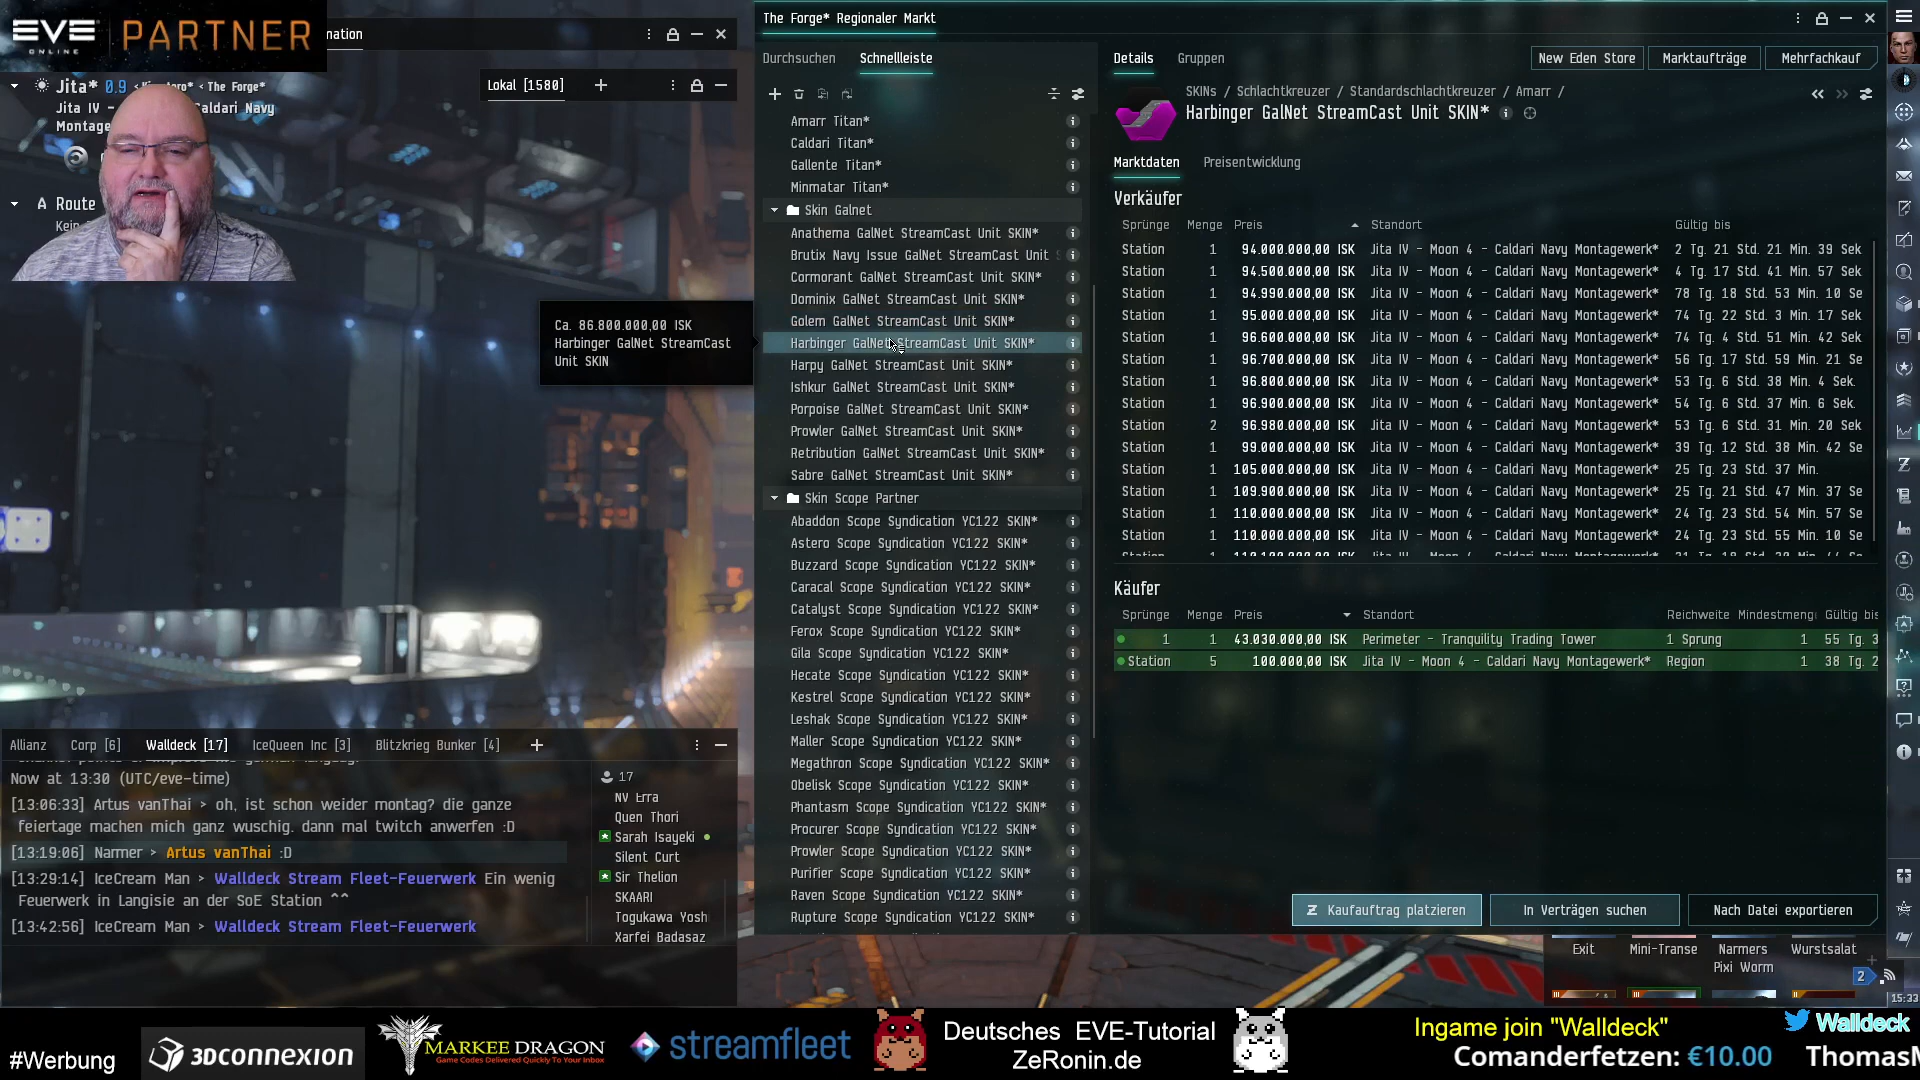 EVE ONLINE PARTNER
mation
Jita* 0.9 < < The Forge*
Jita IV - Caldari Navy
Montage
Route
Lokal [1580]
The Forge* Regionaler Markt
Durchsuchen Schnellleiste
Amarr Titan*
Caldari Titan*
Gallente Titan*
Minmatar Titan*
Skin Galnet
Anathema GalNet StreamCast Unit SKIN*
Brutix Navy Issue GalNet StreamCast Unit
Cormorant GalNet StreamCast Unit SKIN*
Dominix GalNet StreamCast Unit SKIN*
Golem GalNet StreamCast Unit SKIN*
Harbinger GalNet StreamCast Unit SKIN*
Harpy GalNet StreamCast Unit SKIN*
Ishkur GalNet StreamCast Unit SKIN*
Porpoise GalNet StreamCast Unit SKIN*
Prowler GalNet StreamCast Unit SKIN*
Retribution GalNet StreamCast Unit SKIN*
Sabre GalNet StreamCast Unit SKIN*
Skin Scope Partner
Abaddon Scope Syndication YC122 SKIN*
Astero Scope Syndication YC122 SKIN*
Buzzard Scope Syndication YC122 SKIN*
Caracal Scope Syndication YC122 SKIN*
Catalyst Scope Syndication YC122 SKIN*
Ferox Scope Syndication YC122 SKIN*
Gila Scope Syndication YC122 SKIN*
Hecate Scope Syndication YC122 SKIN*
Kestrel Scope Syndication YC122 SKIN*
Leshak Scope Syndication YC122 SKIN*
Maller Scope Syndication YC122 SKIN*
Megathron Scope Syndication YC122 SKIN*
Obelisk Scope Syndication YC122 SKIN*
Phantasm Scope Syndication YC122 SKIN*
Procurer Scope Syndication YC122 SKIN*
Prowler Scope Syndication YC122 SKIN*
Purifier Scope Syndication YC122 SKIN*
Raven Scope Syndication YC122 SKIN*
Rupture Scope Syndication YC122 SKIN*
Ca. 86.800.000,00 ISK
Harbinger GalNet StreamCast
Unit SKIN
Details Gruppen
New Eden Store Marktaufträge Mehrfachkauf
SKINs / Schlachtkreuzer / Standardschlachtkreuzer / Amarr /
Harbinger GalNet StreamCast Unit SKIN*
Marktdaten Preisentwicklung
Verkäufer
Sprünge Menge Preis Standort Gültig bis
Station 1 94.000.000,00 ISK Jita IV - Moon 4 - Caldari Navy Montagewerk* 2 Tg. 21 Std. 21 Min. 39 Sek
Station 1 94.500.000,00 ISK Jita IV - Moon 4 - Caldari Navy Montagewerk* 4 Tg. 17 Std. 41 Min. 57 Sek
Station 1 94.990.000,00 ISK Jita IV - Moon 4 - Caldari Navy Montagewerk* 78 Tg. 18 Std. 53 Min. 10 Se
Station 1 95.000.000,00 ISK Jita IV - Moon 4 - Caldari Navy Montagewerk* 74 Tg. 22 Std. 3 Min. 17 Sek
Station 1 96.600.000,00 ISK Jita IV - Moon 4 - Caldari Navy Montagewerk* 74 Tg. 4 Std. 51 Min. 42 Sek
Station 1 96.700.000,00 ISK Jita IV - Moon 4 - Caldari Navy Montagewerk* 56 Tg. 17 Std. 59 Min. 21 Se
Station 1 96.800.000,00 ISK Jita IV - Moon 4 - Caldari Navy Montagewerk* 53 Tg. 6 Std. 38 Min. 4 Sek.
Station 1 96.900.000,00 ISK Jita IV - Moon 4 - Caldari Navy Montagewerk* 54 Tg. 6 Std. 37 Min. 6 Sek.
Station 2 96.980.000,00 ISK Jita IV - Moon 4 - Caldari Navy Montagewerk* 53 Tg. 6 Std. 31 Min. 20 Sek
Station 1 99.000.000,00 ISK Jita IV - Moon 4 - Caldari Navy Montagewerk* 39 Tg. 12 Std. 38 Min. 42 Se
Station 1 105.000.000,00 ISK Jita IV - Moon 4 - Caldari Navy Montagewerk* 25 Tg. 23 Std. 37 Min.
Station 1 109.900.000,00 ISK Jita IV - Moon 4 - Caldari Navy Montagewerk* 25 Tg. 21 Std. 47 Min. 37 Se
Station 1 110.000.000,00 ISK Jita IV - Moon 4 - Caldari Navy Montagewerk* 24 Tg. 23 Std. 54 Min. 57 Se
Station 1 110.000.000,00 ISK Jita IV - Moon 4 - Caldari Navy Montagewerk* 24 Tg. 23 Std. 55 Min. 10 Se
Käufer
Sprünge Menge Preis Standort Reichweite Mindestmeng Gültig bis
1 1 43.030.000,00 ISK Perimeter - Tranquility Trading Tower 1 Sprung 1 55 Tg. 3
Station 5 100.000,00 ISK Jita IV - Moon 4 - Caldari Navy Montagewerk* Region 1 38 Tg. 2
Kaufauftrag platzieren In Verträgen suchen Nach Datei exportieren
Allianz Corp [6] Walldeck [17] IceQueen Inc [3] Blitzkrieg Bunker [4]
Now at 13:30 (UTC/eve-time)
[13:06:33] Artus vanThai > oh, ist schon weider montag? die ganze
feiertage machen mich ganz wuschig. dann mal twitch anwerfen :D
[13:19:06] Narmer > Artus vanThai :D
[13:29:14] IceCream Man > Walldeck Stream Fleet-Feuerwerk Ein wenig
Feuerwerk in Langisie an der SoE Station ^^
[13:42:56] IceCream Man > Walldeck Stream Fleet-Feuerwerk
17
NV Erra
Quen Thori
Sarah Isayeki
Silent Curt
Sir Thelion
SKAARI
Togukawa Yosh
Xarfei Badasaz
Exit Mini-Transe Narmers Pixi Worm Wurstsalat
2
15:33
#Werbung
3DCONNEXION
MARKEE DRAGON
Game Codes Delivered Quickly To Your Inbox
streamfleet
Deutsches EVE-Tutorial
ZeRonin.de
Ingame join "Walldeck"
Walldeck
Comanderfetzen: €10.00 ThomasM